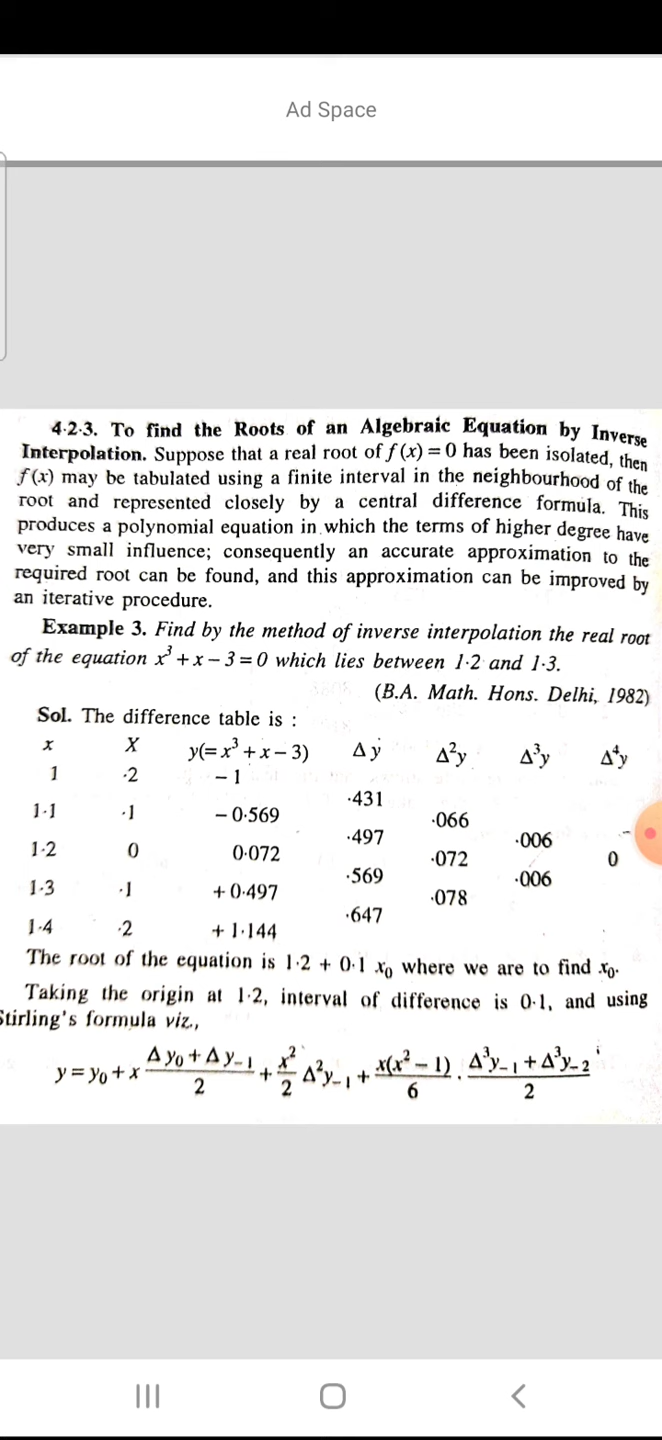 Ad Space
4·2·3. To find the Roots of an Algebraic Equation by Inverse
Interpolation. Suppose that a real root of f (x) = 0 has been isolated, then
f (x) may be tabulated using a finite interval in the neighbourhood of the
root and represented closely by a central difference formula. This
produces a polynomial equation in which the terms of higher degree have
very small influence; consequently an accurate approximation to the
required root can be found, and this approximation can be improved by
an iterative procedure.
Example 3. Find by the method of inverse interpolation the real root
of the equation x³ + x – 3 = 0 which lies between 1·2 and 1·3.
(B.A. Math. Hons. Delhi, 1982)
Sol. The difference table is :
x X y(= x³ + x – 3) Δy Δ²y Δ³y Δ⁴y
1 ·2 – 1
·431
1·1 ·1 – 0·569 ·066
·497 ·006
1·2 0 0·072 ·072 0
·569 ·006
1·3 ·1 + 0·497 ·078
·647
1·4 ·2 + 1·144
The root of the equation is 1·2 + 0·1 x₀ where we are to find x₀.
Taking the origin at 1·2, interval of difference is 0·1, and using
Stirling's formula viz.,
y = y₀ + x (Δy₀ + Δy₋₁)/2 + x²/2 Δ²y₋₁ + x(x² – 1)/6 · (Δ³y₋₁ + Δ³y₋₂)/2